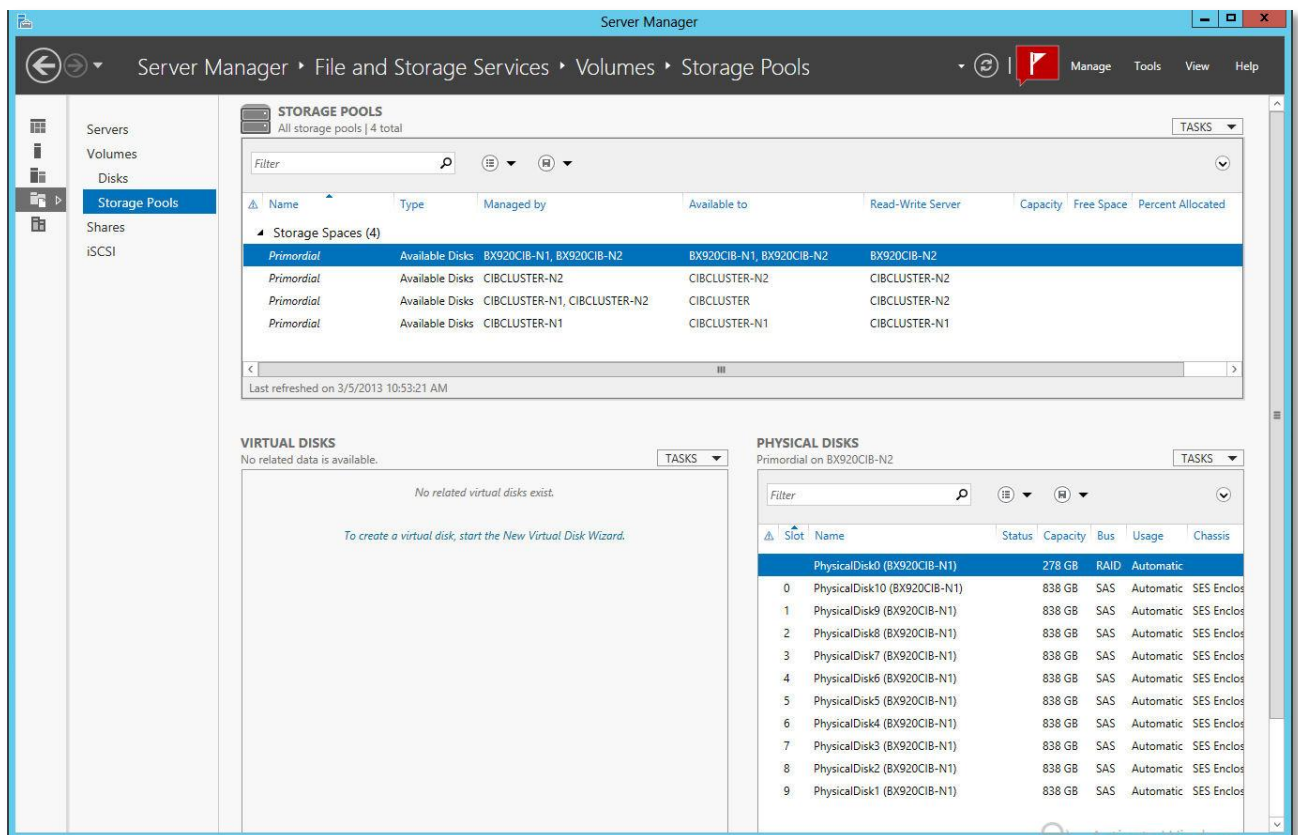 Server Manager
Server Manager ‣ File and Storage Services ‣ Volumes ‣ Storage Pools
Manage Tools View Help
Servers
Volumes
Disks
Storage Pools
Shares
iSCSI
STORAGE POOLS
All storage pools | 4 total
TASKS
Filter
Name Type Managed by Available to Read-Write Server Capacity Free Space Percent Allocated
Storage Spaces (4)
Primordial Available Disks BX920CIB-N1, BX920CIB-N2 BX920CIB-N1, BX920CIB-N2 BX920CIB-N2
Primordial Available Disks CIBCLUSTER-N2 CIBCLUSTER-N2 CIBCLUSTER-N2
Primordial Available Disks CIBCLUSTER-N1, CIBCLUSTER-N2 CIBCLUSTER CIBCLUSTER-N2
Primordial Available Disks CIBCLUSTER-N1 CIBCLUSTER-N1 CIBCLUSTER-N1
Last refreshed on 3/5/2013 10:53:21 AM
VIRTUAL DISKS
No related data is available.
TASKS
No related virtual disks exist.
To create a virtual disk, start the New Virtual Disk Wizard.
PHYSICAL DISKS
Primordial on BX920CIB-N2
TASKS
Filter
Slot Name Status Capacity Bus Usage Chassis
PhysicalDisk0 (BX920CIB-N1) 278 GB RAID Automatic
0 PhysicalDisk10 (BX920CIB-N1) 838 GB SAS Automatic SES Enclos
1 PhysicalDisk9 (BX920CIB-N1) 838 GB SAS Automatic SES Enclos
2 PhysicalDisk8 (BX920CIB-N1) 838 GB SAS Automatic SES Enclos
3 PhysicalDisk7 (BX920CIB-N1) 838 GB SAS Automatic SES Enclos
4 PhysicalDisk6 (BX920CIB-N1) 838 GB SAS Automatic SES Enclos
5 PhysicalDisk5 (BX920CIB-N1) 838 GB SAS Automatic SES Enclos
6 PhysicalDisk4 (BX920CIB-N1) 838 GB SAS Automatic SES Enclos
7 PhysicalDisk3 (BX920CIB-N1) 838 GB SAS Automatic SES Enclos
8 PhysicalDisk2 (BX920CIB-N1) 838 GB SAS Automatic SES Enclos
9 PhysicalDisk1 (BX920CIB-N1) 838 GB SAS Automatic SES Enclos